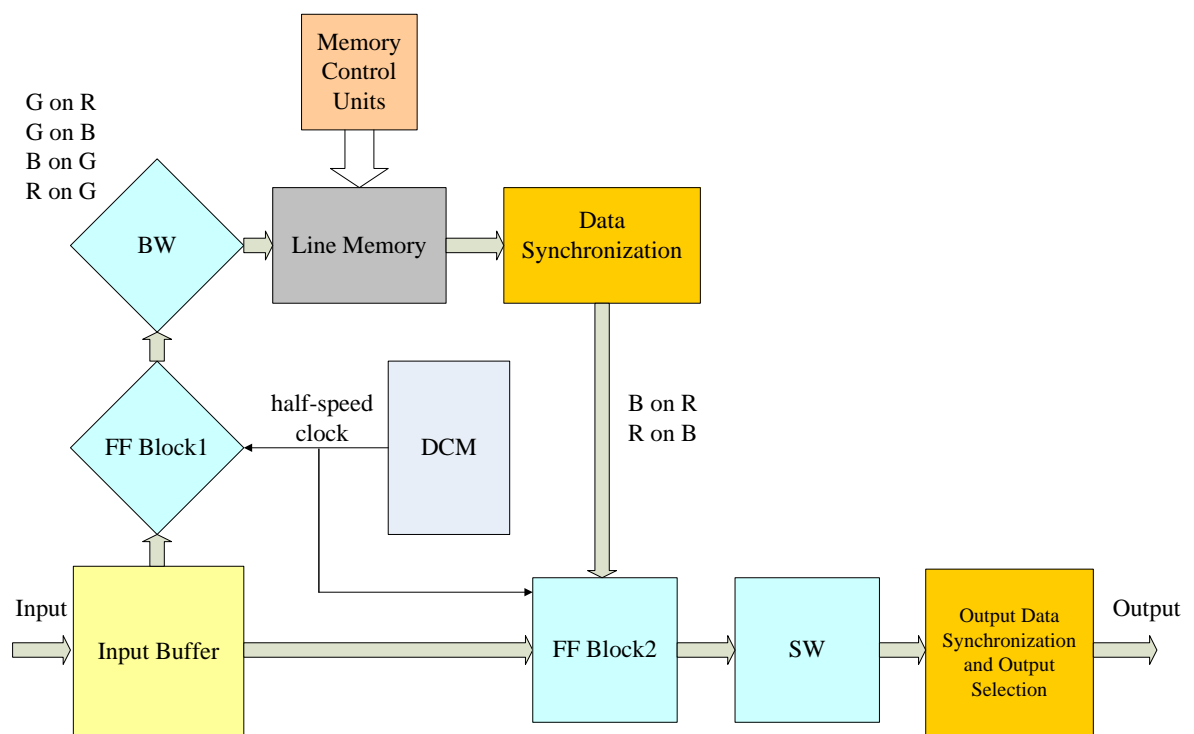 Memory
Control
Units
G on R
G on B
B on G
R on G
BW
Line Memory
Data
Synchronization
half-speed
clock
FF Block1
DCM
B on R
R on B
Input
Input Buffer
FF Block2
SW
Output Data
Synchronization
and Output
Selection
Output